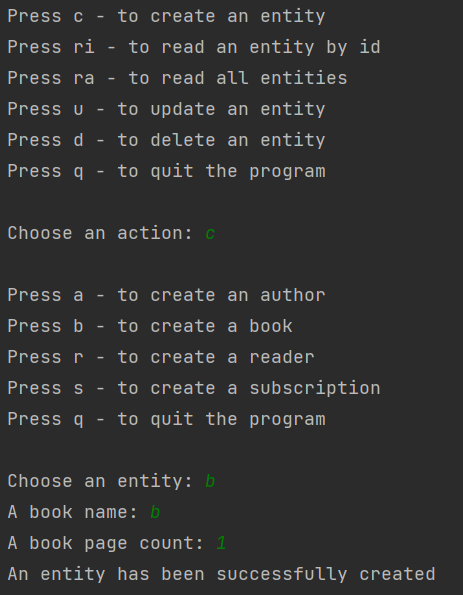 Press c - to create an entity
Press ri - to read an entity by id
Press ra - to read all entities
Press u - to update an entity
Press d - to delete an entity
Press q - to quit the program
Choose an action: c
Press a - to create an author
Press b - to create a book
Press r - to create a reader
Press s - to create a subscription
Press q - to quit the program
Choose an entity: b
A book name: b
A book page count: 1
An entity has been successfully created